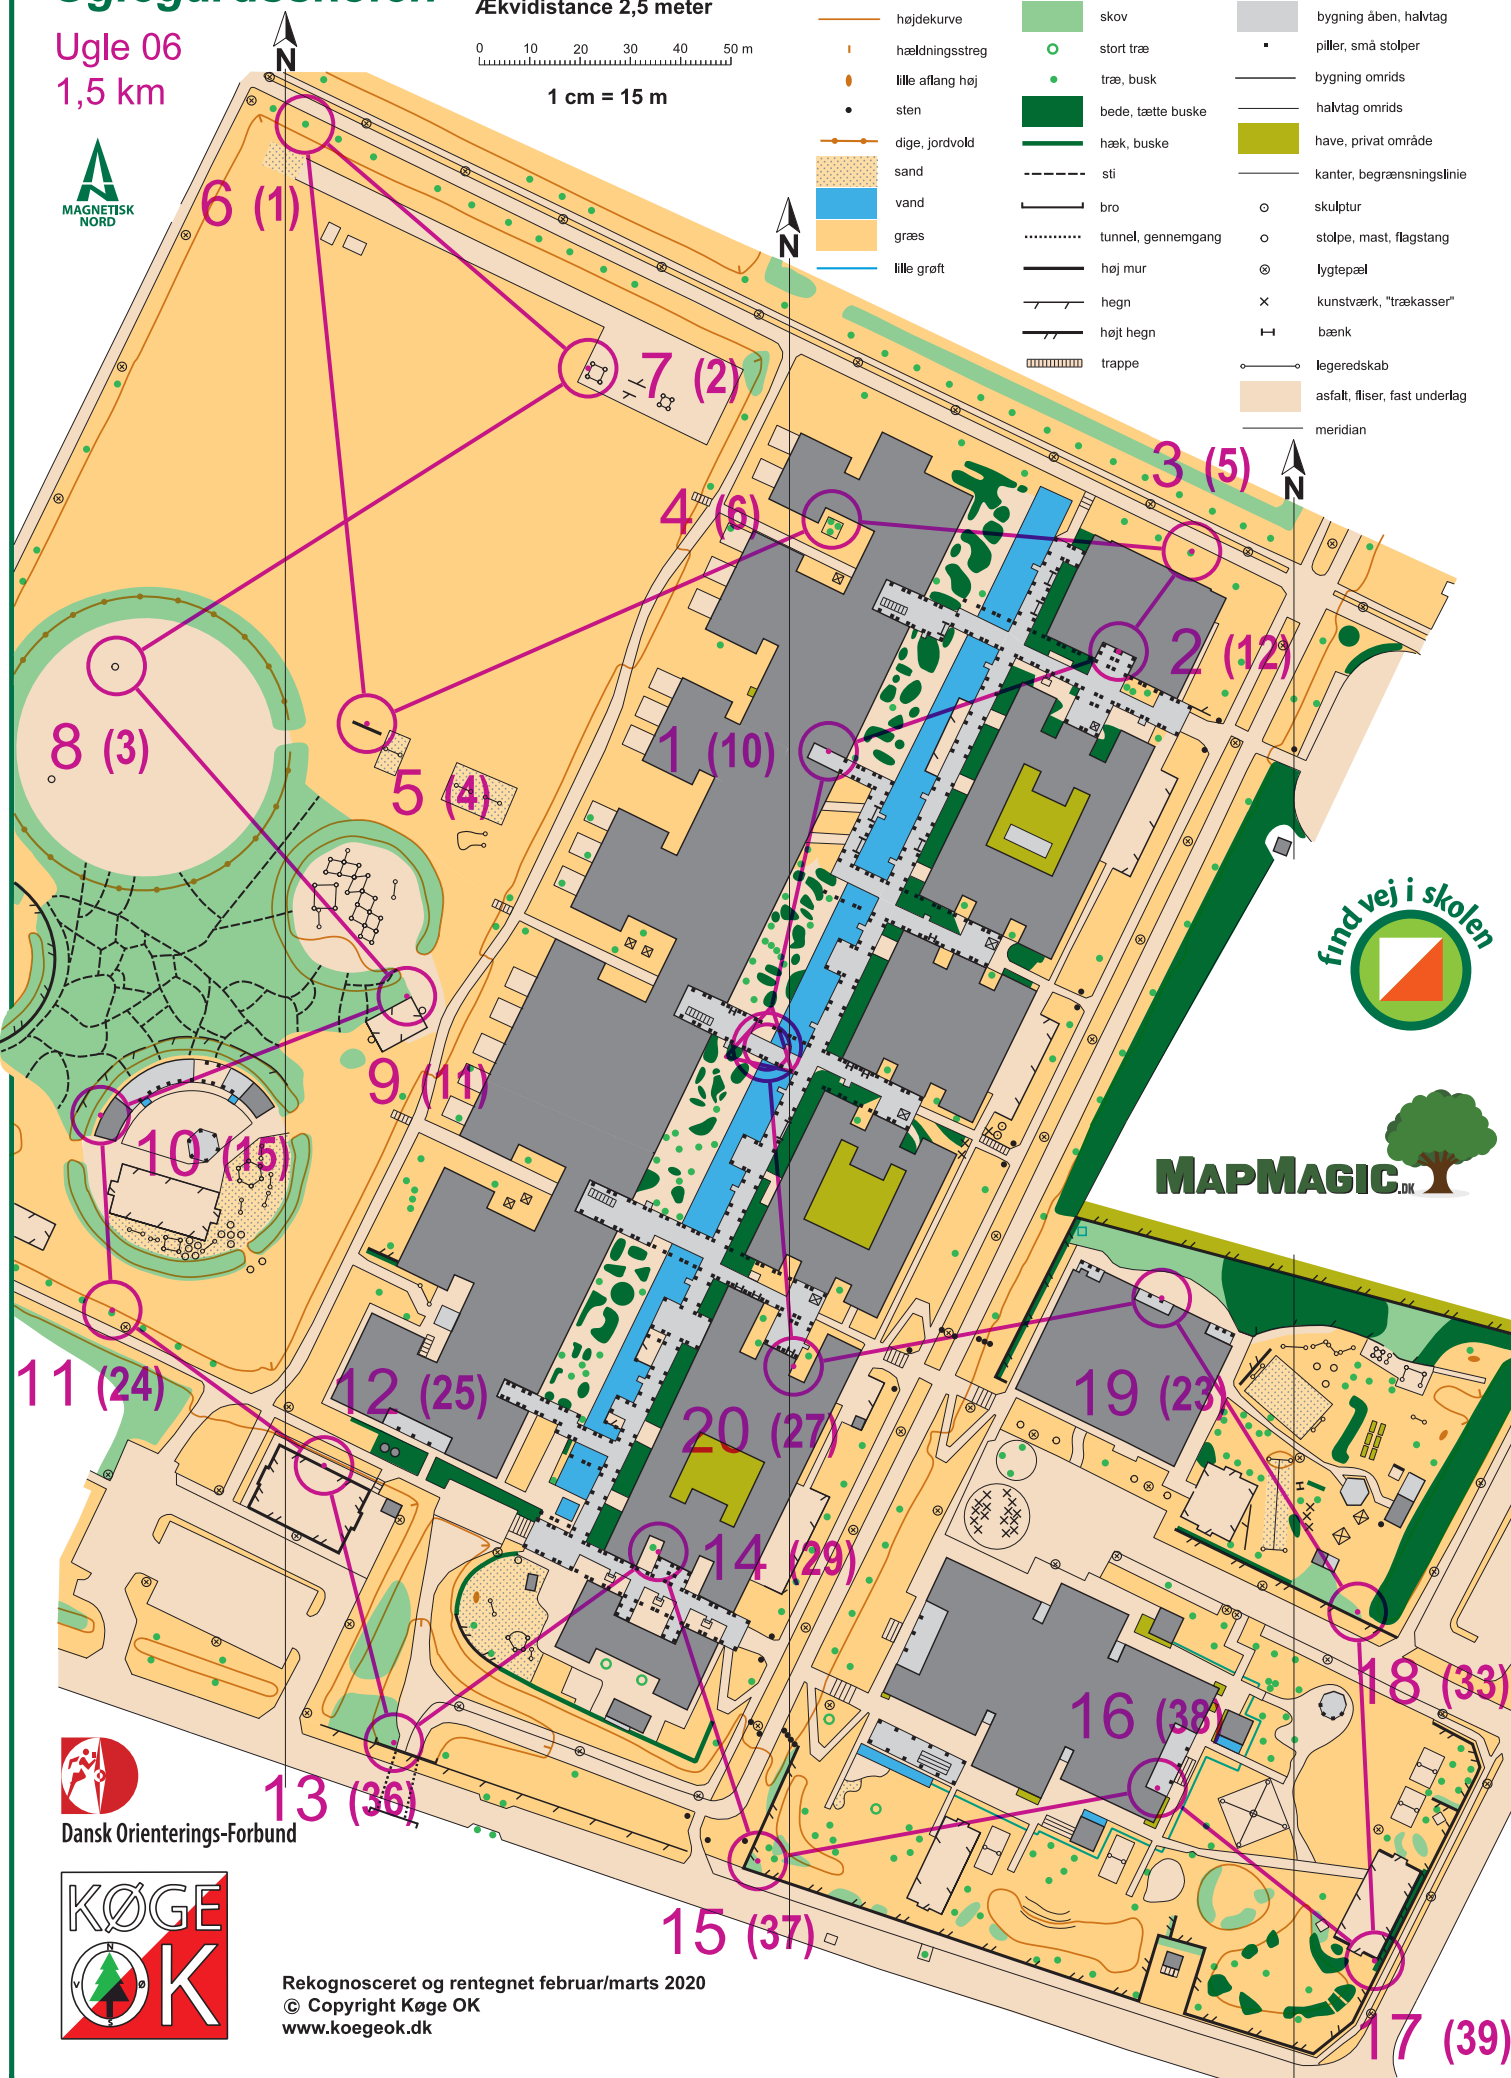 Ækvidistance 2,5 meter
Ugle 06
1,5 km
0 10 20 30 40 50 m
1 cm = 15 m
N
MAGNETISK
NORD
N
N
højdekurve
hældningsstreg
lille aflang høj
sten
dige, jordvold
sand
vand
græs
lille grøft
skov
stort træ
træ, busk
bede, tætte buske
hæk, buske
sti
bro
tunnel, gennemgang
høj mur
hegn
højt hegn
trappe
bygning åben, halvtag
piller, små stolper
bygning omrids
halvtag omrids
have, privat område
kanter, begrænsningslinie
skulptur
stolpe, mast, flagstang
lygtepæl
kunstværk, "trækasser"
bænk
legeredskab
asfalt, fliser, fast underlag
meridian
6 (1)
7 (2)
3 (5)
4 (6)
2 (12)
8 (3)
1 (10)
5 (4)
find vej i skolen
9 (11)
10 (15)
MAPMAGIC.DK
11 (24)
12 (25)
19 (23)
20 (27)
14 (29)
18 (33)
16 (38)
13 (36)
15 (37)
17 (39)
Dansk Orienterings-Forbund
KØGE
OK
N
V Ø
S
Rekognosceret og rentegnet februar/marts 2020
© Copyright Køge OK
www.koegeok.dk